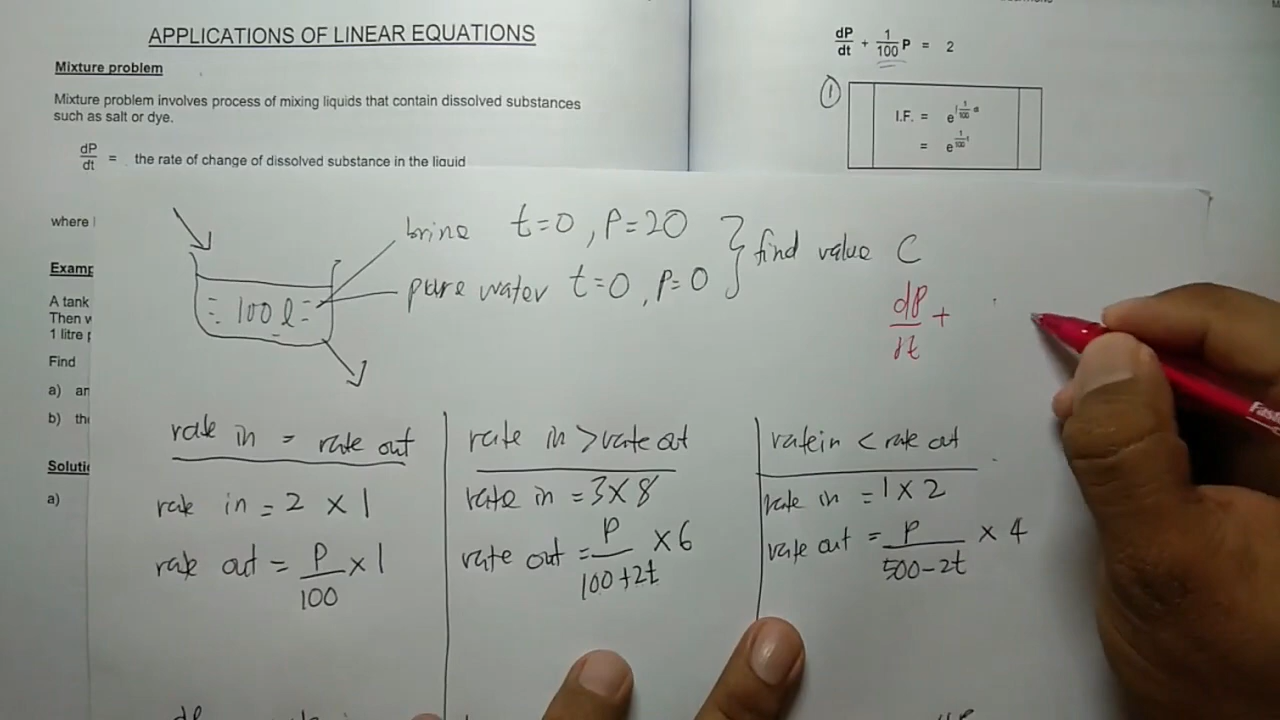 APPLICATIONS OF LINEAR EQUATIONS
Mixture problem
Mixture problem involves process of mixing liquids that contain dissolved substances
such as salt or dye.
dP/dt = the rate of change of dissolved substance in the liquid
where
Examp
A tank
Then w
1 litre
Find
a) ar
b) the
Solutio
a)
dP/dt + 1/100 P = 2
①
I.F. = e^∫1/100 dt
= e^1/100 t
brine t=0, P=20 } find value C
pure water t=0, P=0
100 l
dP/dt +
rate in = rate out
rate in = 2 × 1
rate out = P/100 × 1
rate in > rate out
rate in = 3 × 8
rate out = P/100+2t × 6
rate in < rate out
rate in = 1 × 2
rate out = P/500-2t × 4